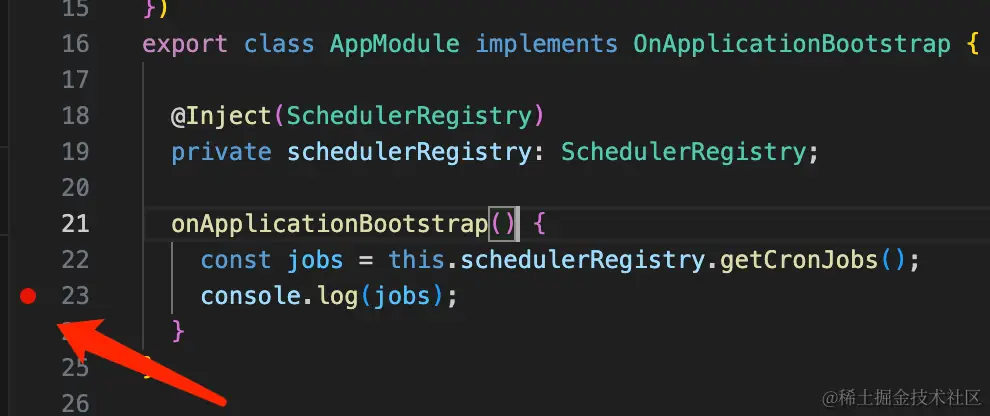 15 })
16 export class AppModule implements OnApplicationBootstrap {
17
18 @Inject(SchedulerRegistry)
19 private schedulerRegistry: SchedulerRegistry;
20
21 onApplicationBootstrap() {
22 const jobs = this.schedulerRegistry.getCronJobs();
23 console.log(jobs);
}
25 }
26
@稀土掘金技术社区